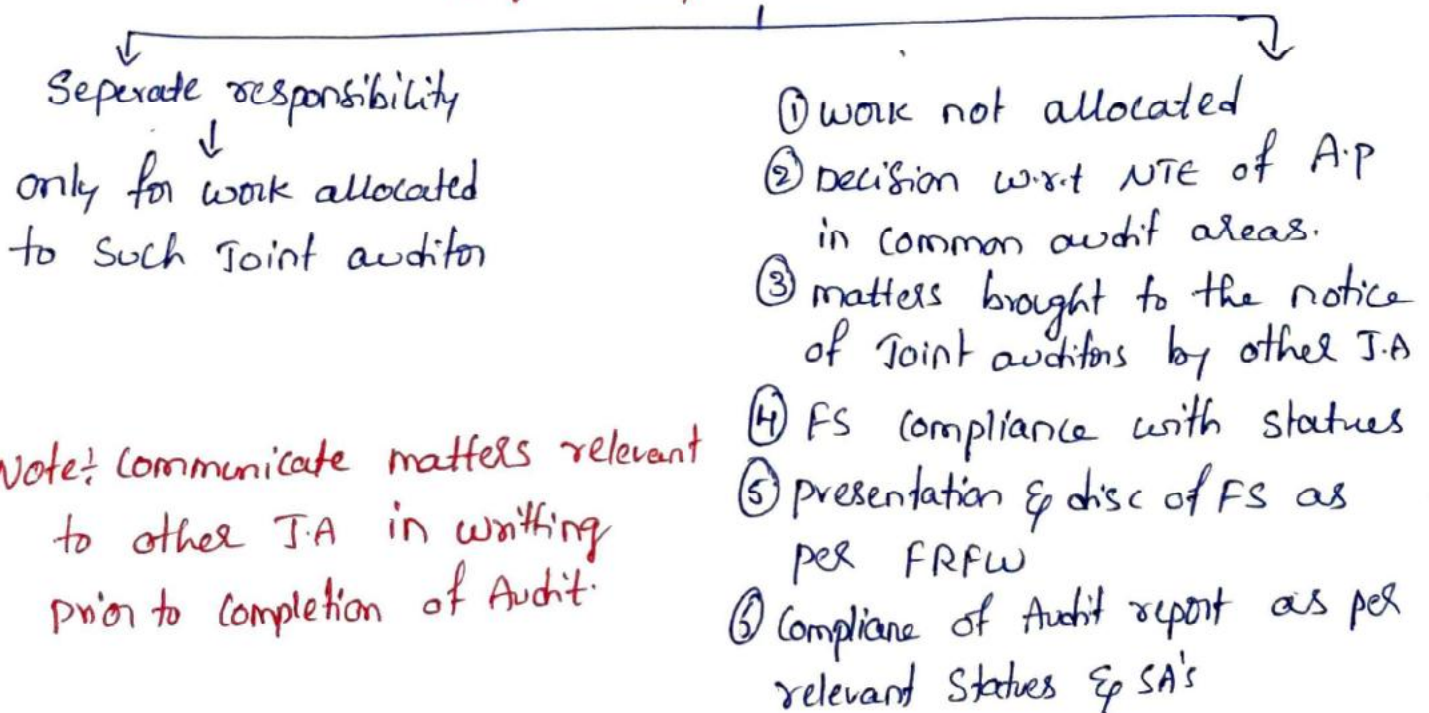 Seperate responsibility
only for work allocated
to Such Joint auditor
Note: Communicate matters relevant
to other J.A in writting
prior to Completion of Audit.
① work not allocated
② Decision w.r.t NTE of A.P
in common audit areas.
③ matters brought to the notice
of Joint auditors by other J.A
④ FS Compliance with Statues
⑤ presentation & disc of FS as
per FRFW
⑥ Compliane of Audit report as per
relevant Statues & SA's